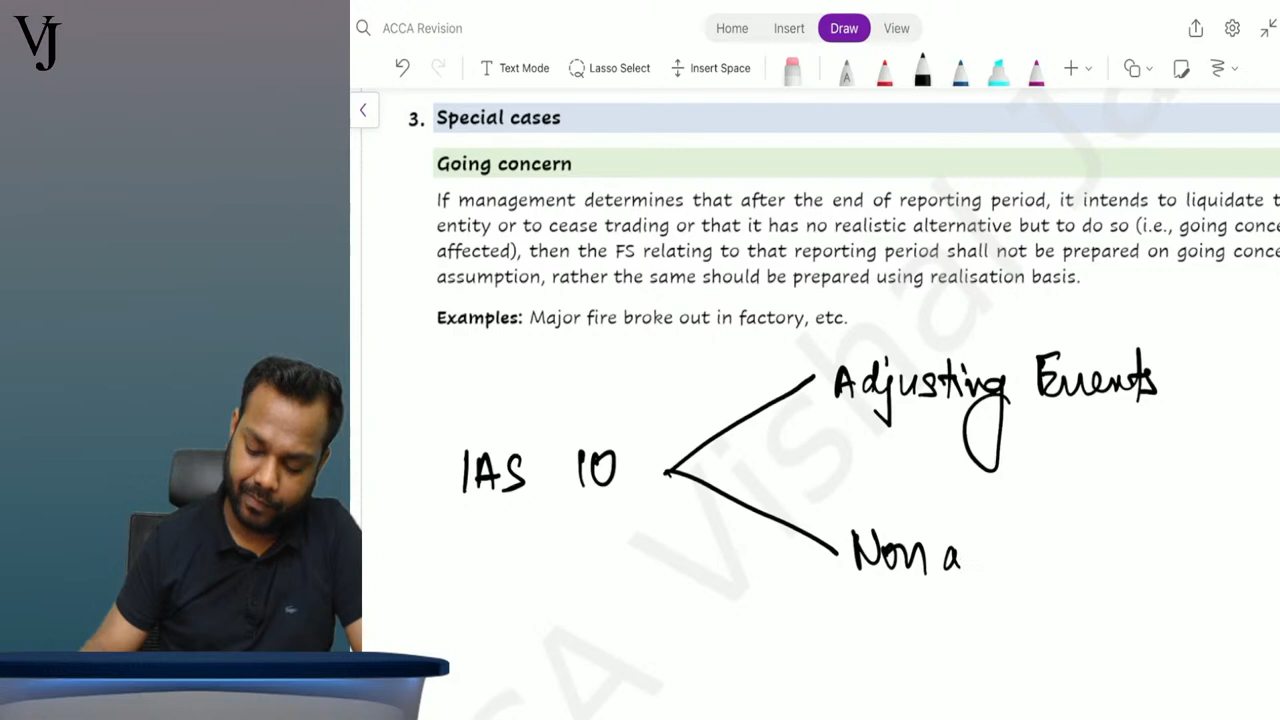 VJ
ACCA Revision
Home Insert Draw View
Text Mode Lasso Select Insert Space
3. Special cases
Going concern
If management determines that after the end of reporting period, it intends to liquidate t
entity or to cease trading or that it has no realistic alternative but to do so (i.e., going conce
affected), then the FS relating to that reporting period shall not be prepared on going conce
assumption, rather the same should be prepared using realisation basis.
Examples: Major fire broke out in factory, etc.
Adjusting Events
IAS 10
Non a
CA Vishal Ja